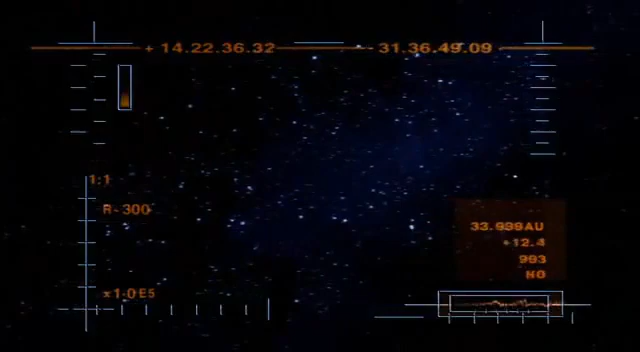 + 14.22.36.32
31.36.49.09
1:1
R-300
33.939AU
+12.4
993
NO
x1.0E5